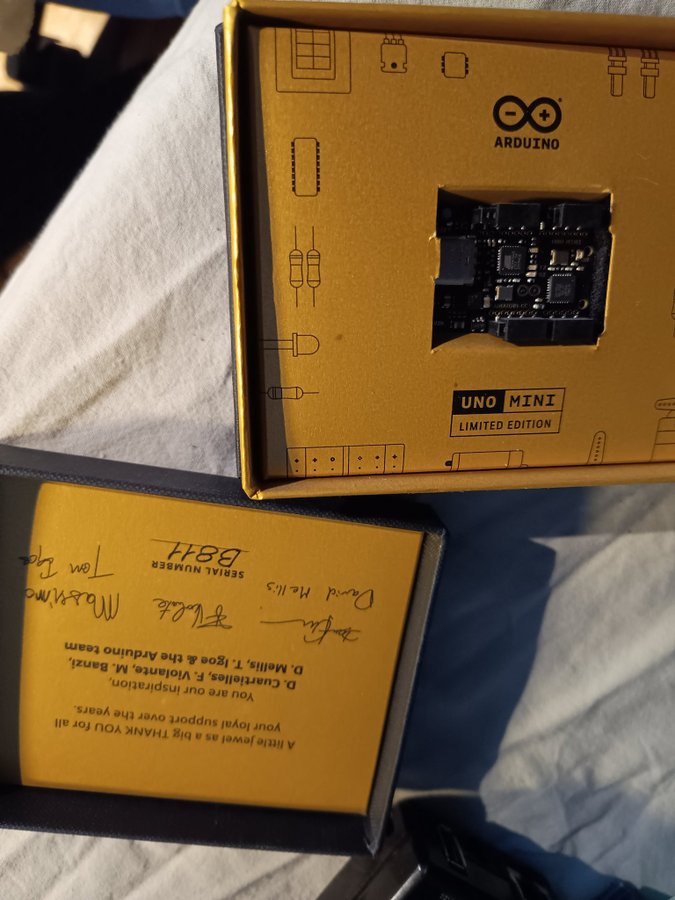 ARDUINO
UNO MINI
LIMITED EDITION
A little jewel as a big THANK YOU for all
your loyal support over the years.
You are our inspiration,
D. Cuartielles, F. Violante, M. Banzi,
D. Mellis, T. Igoe & the Arduino team
Massimo
David Mellis Tom Igoe
SERIAL NUMBER
B811